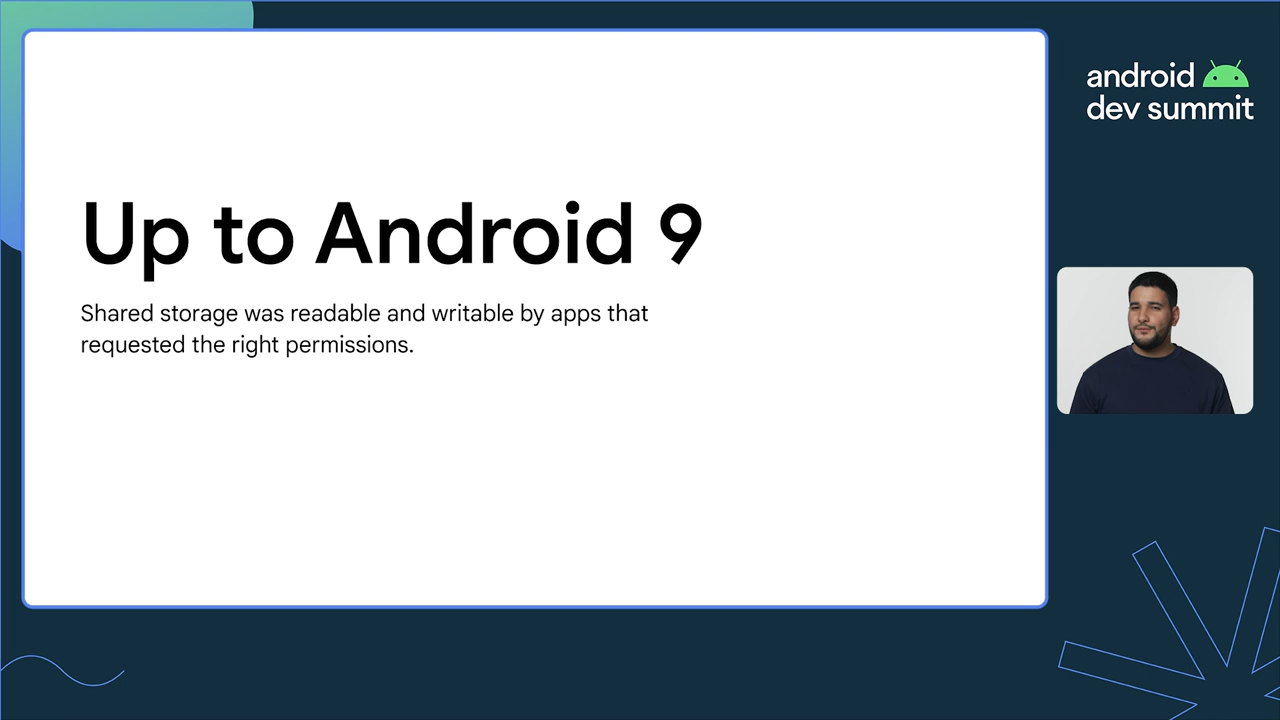 Up to Android 9
Shared storage was readable and writable by apps that
requested the right permissions.
android
dev summit